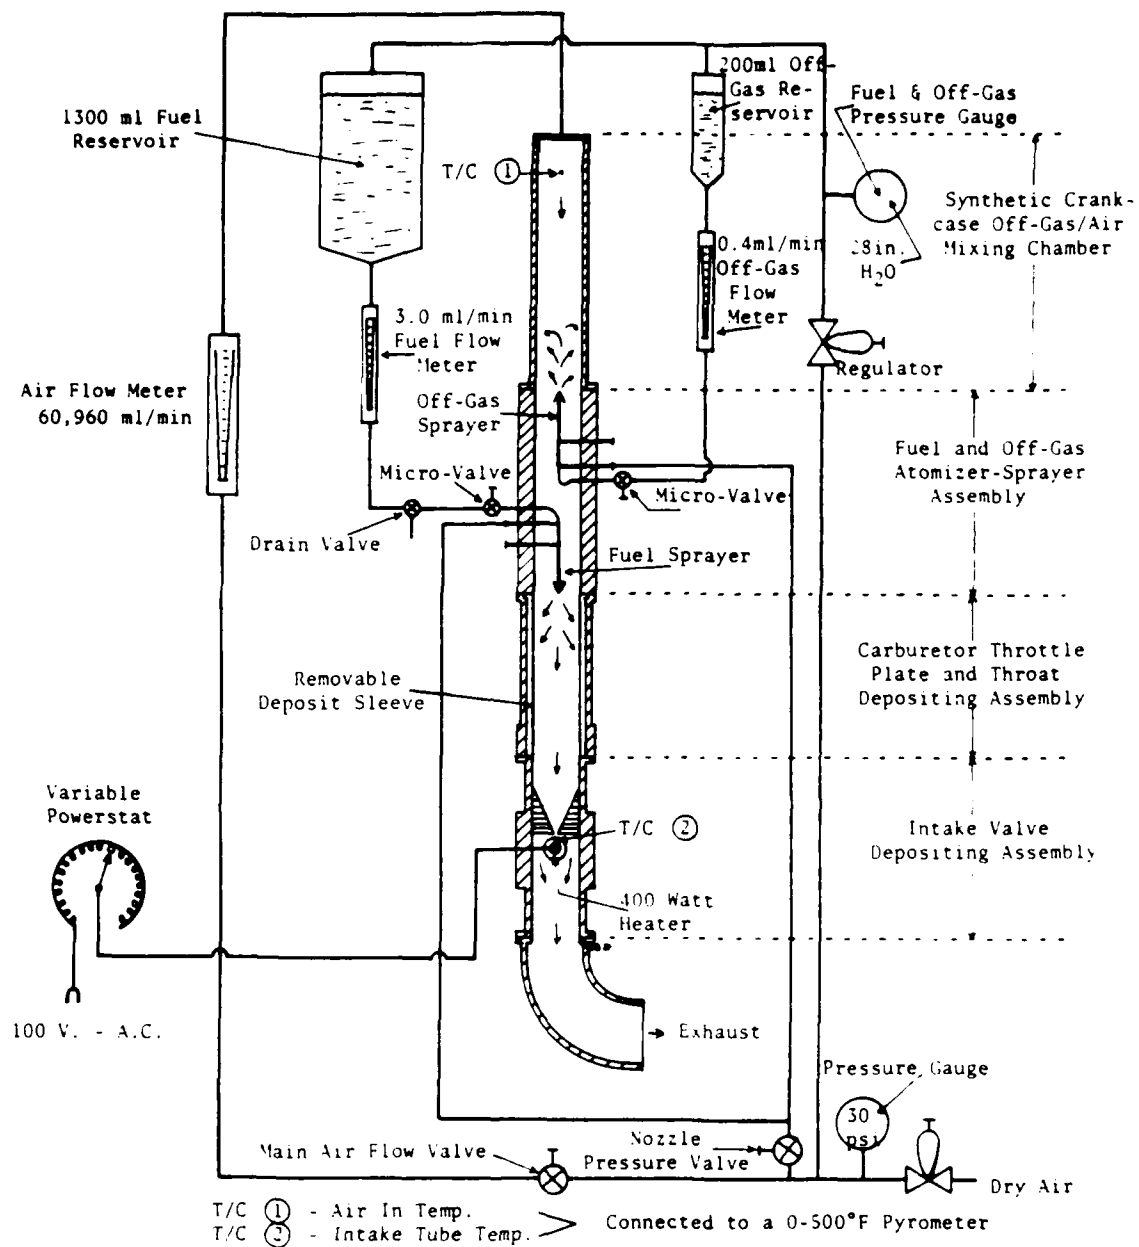 200ml Off-
Gas Re-
servoir
1300 ml Fuel
Reservoir
Fuel & Off-Gas
Pressure Gauge
T/C ①
Synthetic Crank-
case Off-Gas/Air
Mixing Chamber
28in.
H₂O
0.4ml/min
Off-Gas
Flow
Meter
3.0 ml/min
Fuel Flow
Meter
Regulator
Air Flow Meter
60,960 ml/min
Off-Gas
Sprayer
Fuel and Off-Gas
Atomizer-Sprayer
Assembly
Micro-Valve
Micro-Valve
Drain Valve
Fuel Sprayer
Carburetor Throttle
Plate and Throat
Depositing Assembly
Removable
Deposit Sleeve
Variable
Powerstat
T/C ②
Intake Valve
Depositing Assembly
400 Watt
Heater
100 V. - A.C.
Exhaust
Pressure Gauge
30
psi
Nozzle
Pressure Valve
Main Air Flow Valve
Dry Air
T/C ① - Air In Temp.
T/C ② - Intake Tube Temp.
Connected to a 0-500°F Pyrometer